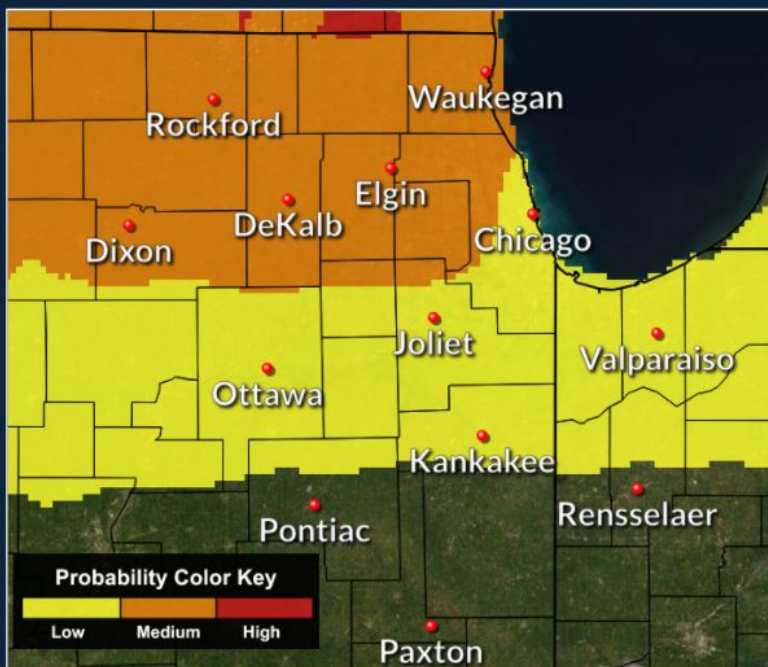 Waukegan
Rockford
Elgin
DeKalb
Chicago
Dixon
Joliet
Valparaiso
Ottawa
Kankakee
Rensselaer
Pontiac
Probability Color Key
Low Medium High
Paxton